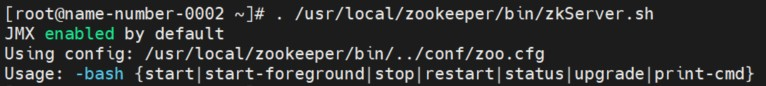 [root@name-number-0002 ~]# . /usr/local/zookeeper/bin/zkServer.sh
JMX enabled by default
Using config: /usr/local/zookeeper/bin/../conf/zoo.cfg
Usage: -bash {start|start-foreground|stop|restart|status|upgrade|print-cmd}